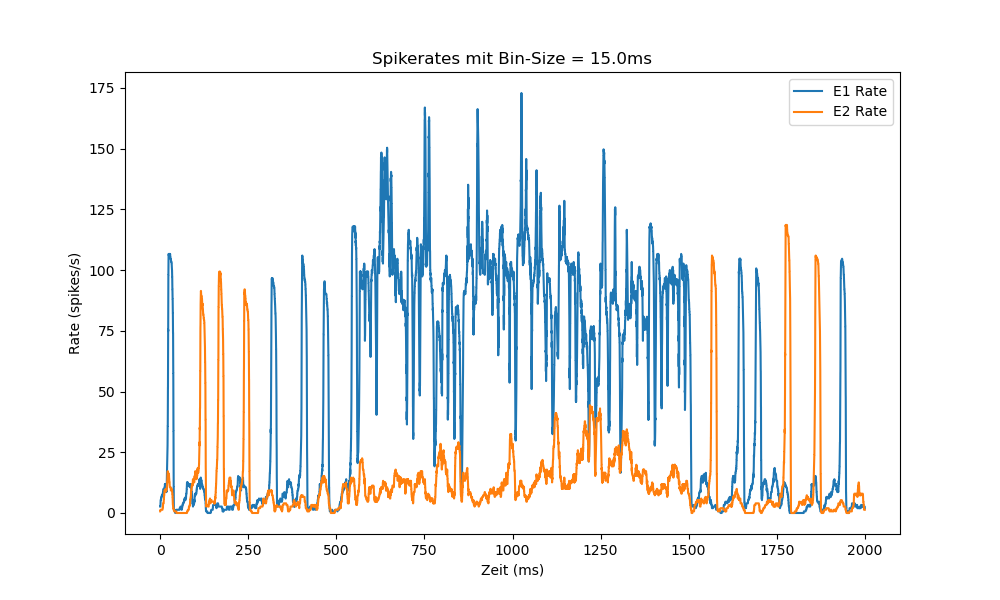 Spikerates mit Bin-Size = 15.0ms
E1 Rate
E2 Rate
Rate (spikes/s)
175
150
125
100
75
50
25
0
0 250 500 750 1000 1250 1500 1750 2000
Zeit (ms)